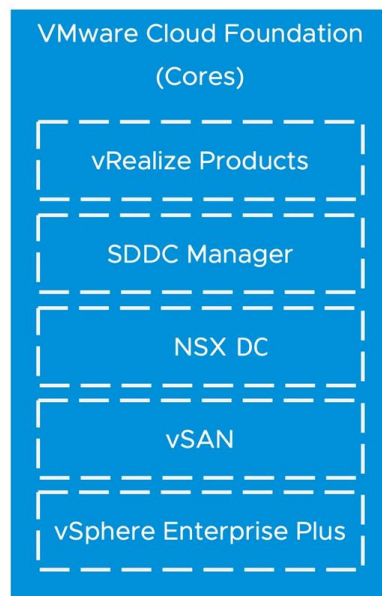 VMware Cloud Foundation
(Cores)
vRealize Products
SDDC Manager
NSX DC
vSAN
vSphere Enterprise Plus